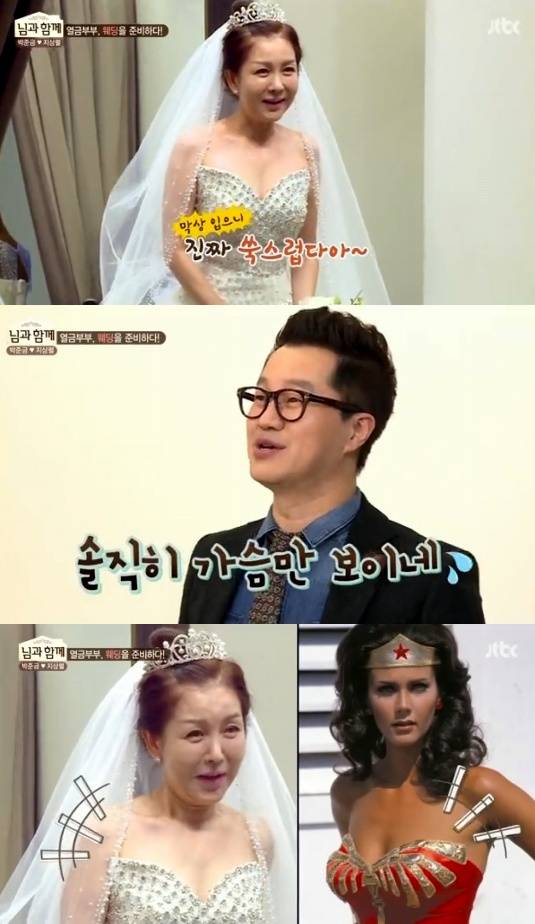 님과 함께
박준금 ♥ 지상렬
열금부부, 웨딩을 준비하다!
jtbc
막상 입으니
진짜 쑥스럽다아~
님과 함께
박준금 ♥ 지상렬
열금부부, 웨딩을 준비하다!
솔직히 가슴만 보이네
님과 함께
박준금 ♥ 지상렬
열금부부, 웨딩을 준비하다!
jtbc